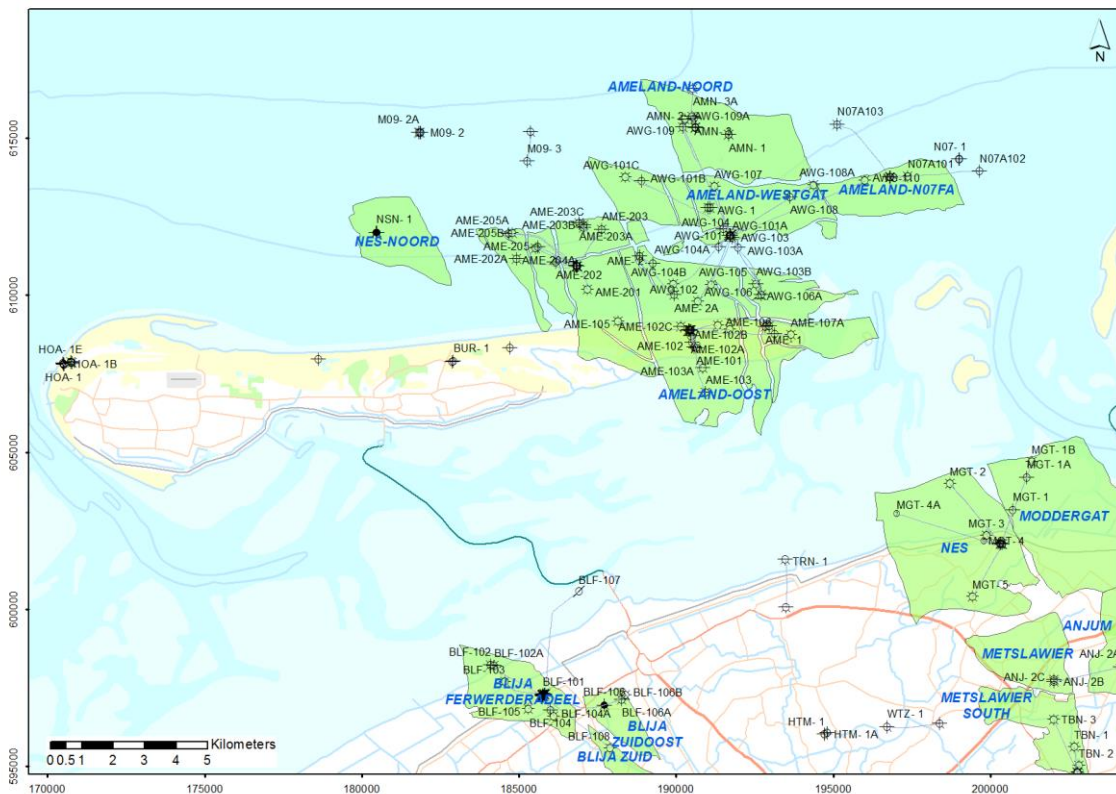 N
AMELAND-NOORD
AMN- 3A
AMN- 2
AWG-109A
AWG-109
AMN- 3
AMN- 1
N07A103
M09- 2A
M09- 2
M09- 3
N07- 1
N07A101
N07A102
AWG-101C
AWG-101B
AWG-107
AWG-108A
AWG-110
AMELAND-WESTGAT
AMELAND-N07FA
AWG-108
NSN- 1
NES-NOORD
AME-203C
AME-203
AME-205A
AME-203B
AME-205B
AME-203A
AME-205
AME-202A
AME-204A
AME-202
AWG- 1
AWG-104
AWG-101
AWG-101A
AWG-103
AWG-104A
AWG-103A
AME- 2
AWG-104B
AWG-105
AWG-103B
AME-201
AWG-102
AWG-106
AWG-106A
AME- 2A
AME-105
AME-102C
AME-106
AME-107A
AME-102B
AME- 1
AME-102
AME-102A
AME-101
AME-103A
AME-103
AMELAND-OOST
HOA- 1E
HOA- 1B
HOA- 1
BUR- 1
MGT- 1B
MGT- 2
MGT- 1A
MGT- 4A
MGT- 1
MODDERGAT
MGT- 3
MGT- 4
NES
MGT- 5
TRN- 1
BLF-107
ANJUM
METSLAWIER
ANJ- 2A
ANJ- 2C
ANJ- 2B
METSLAWIER
SOUTH
BLF-102
BLF-102A
BLF-103
BLIJA
FERWERDERADEEL
BLF-101
BLF-106B
BLF-105
BLF-104A
BLF-104
BLF-106A
BLIJA
ZUIDOOST
BLF-108
BLIJA ZUID
HTM- 1
HTM- 1A
WTZ- 1
TBN- 3
TBN- 1
TBN- 2
0 0.5 1 2 3 4 5
Kilometers
615000
610000
605000
600000
595000
170000 175000 180000 185000 190000 195000 200000